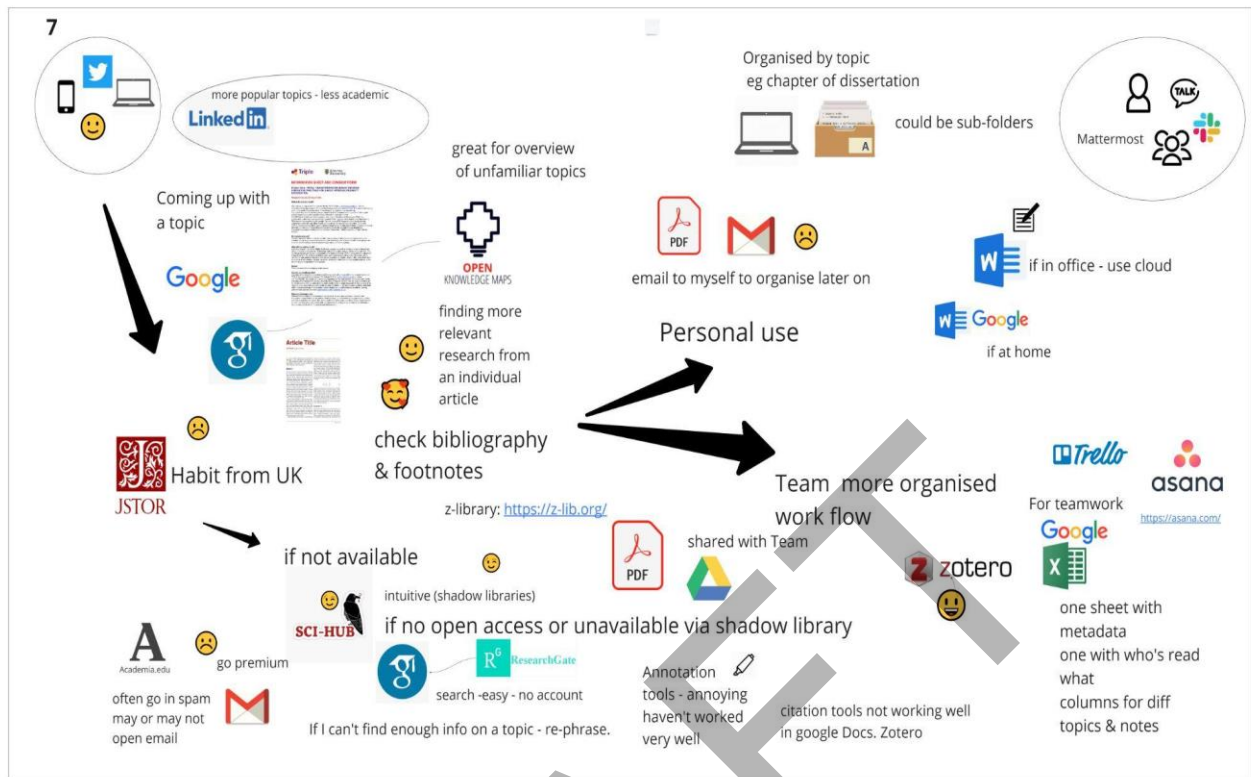 7
more popular topics - less academic
Linked in
Coming up with
a topic
Google
Triple
great for overview
of unfamiliar topics
OPEN
KNOWLEDGE MAPS
Article Title
finding more
relevant
research from
an individual
article
JSTOR
Habit from UK
check bibliography
& footnotes
z-library: https://z-lib.org/
if not available
SCI-HUB
intuitive (shadow libraries)
if no open access or unavailable via shadow library
A
Academia.edu
go premium
often go in spam
may or may not
open email
RG ResearchGate
search -easy - no account
If I can't find enough info on a topic - re-phrase.
Organised by topic
eg chapter of dissertation
A
could be sub-folders
TALK
Mattermost
PDF
email to myself to organise later on
W
if in office - use cloud
W Google
if at home
Personal use
Team more organised
work flow
PDF
shared with Team
Trello
asana
https://asana.com/
For teamwork
Google
X
Z zotero
one sheet with
metadata
one with who's read
what
columns for diff
topics & notes
Annotation
tools - annoying
haven't worked
very well
citation tools not working well
in google Docs. Zotero